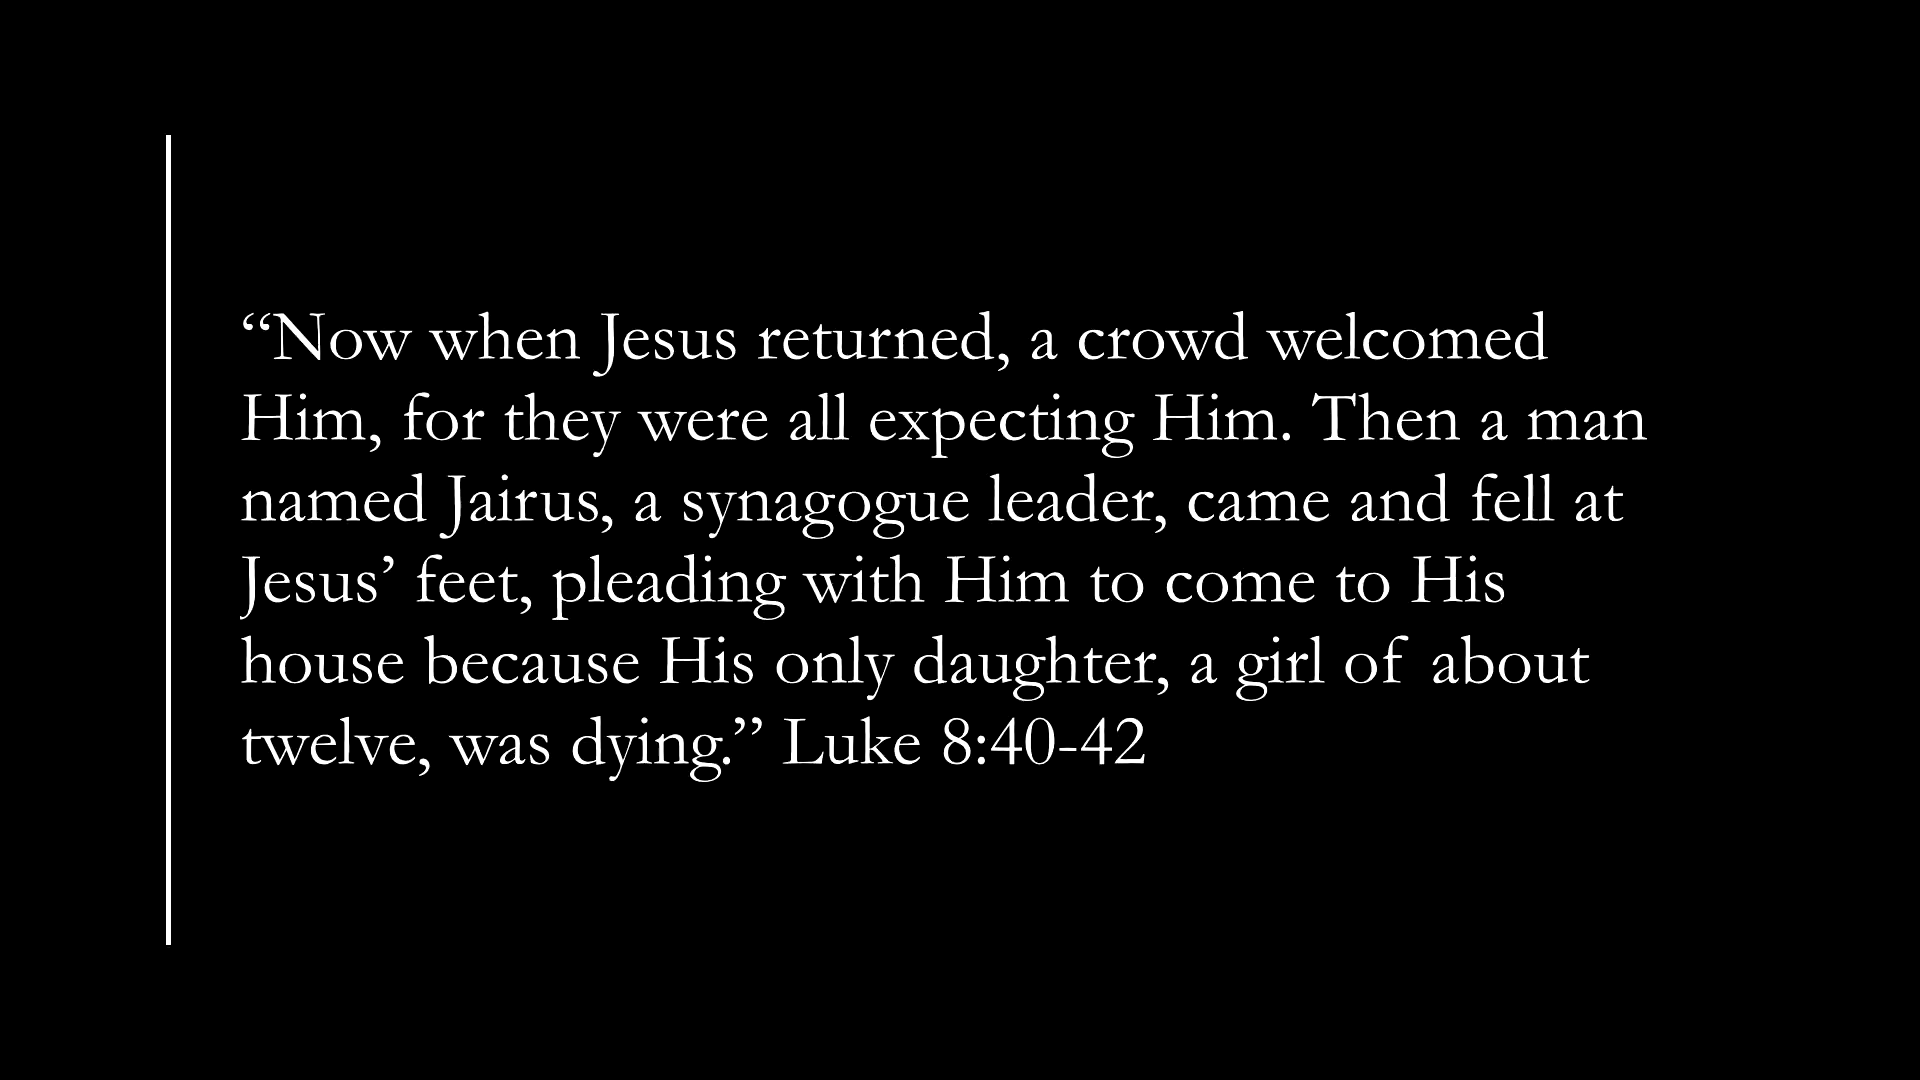 “Now when Jesus returned, a crowd welcomed
Him, for they were all expecting Him. Then a man
named Jairus, a synagogue leader, came and fell at
Jesus’ feet, pleading with Him to come to His
house because His only daughter, a girl of about
twelve, was dying.” Luke 8:40-42